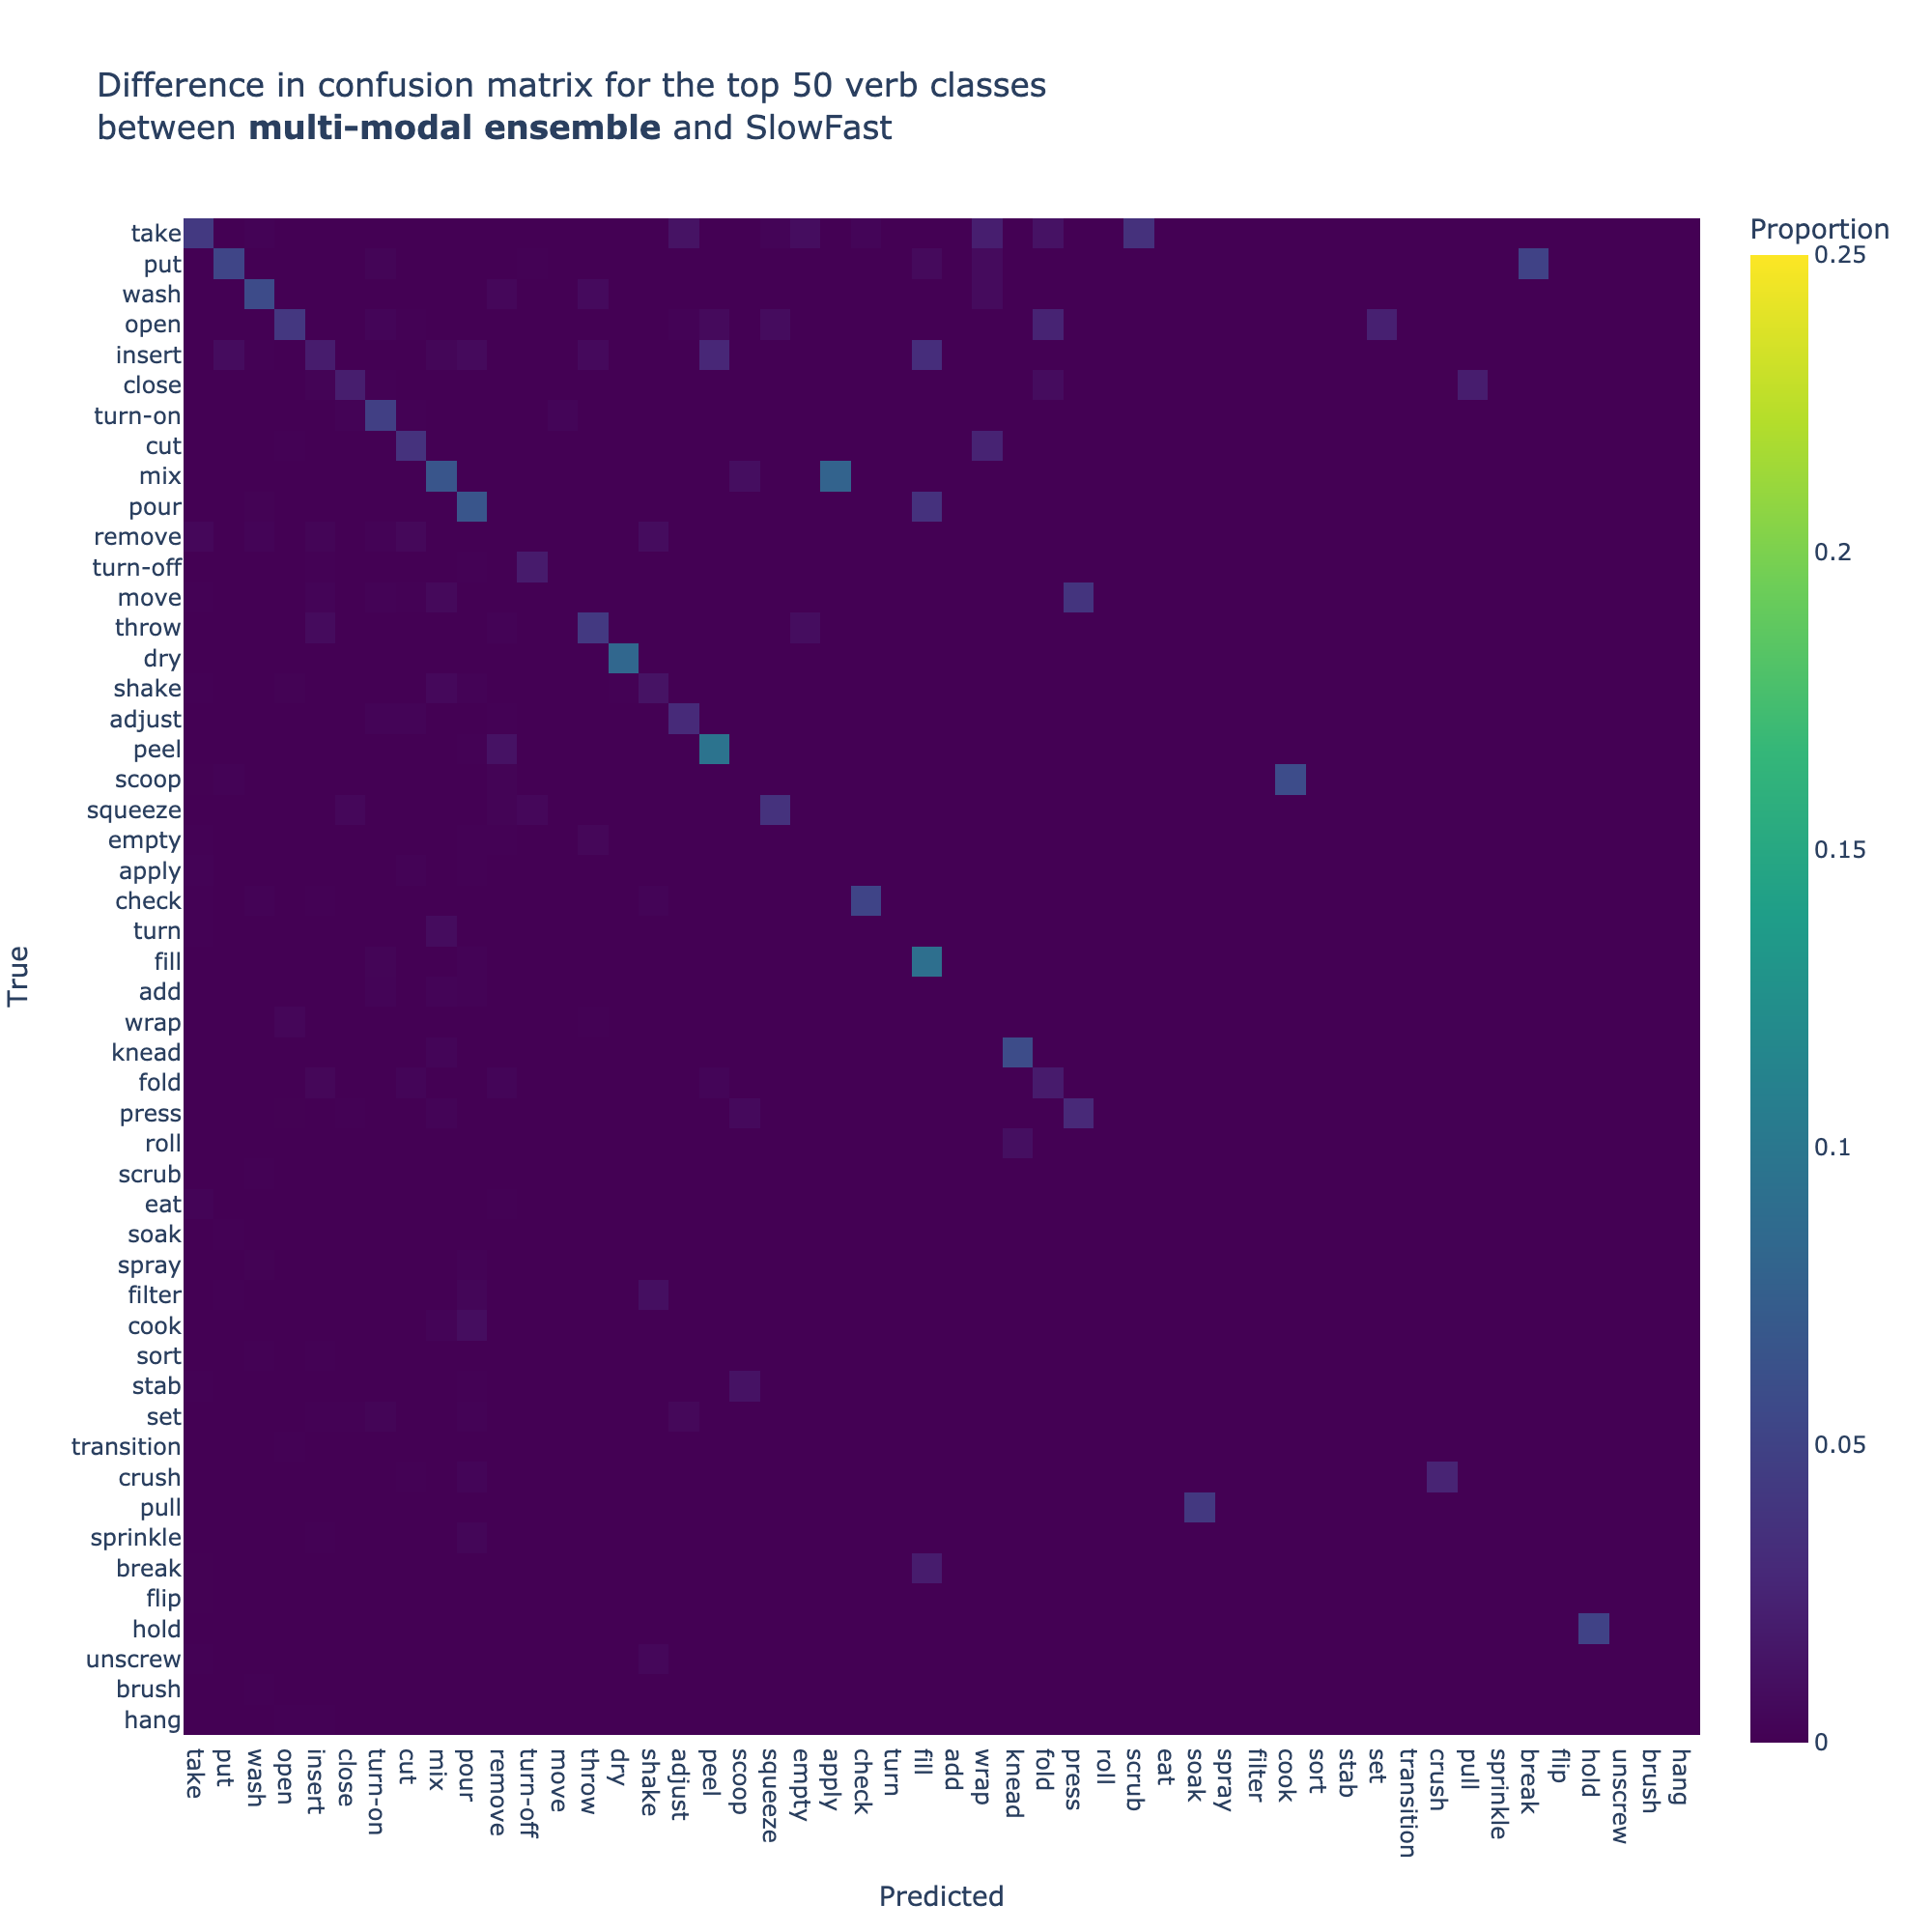 Difference in confusion matrix for the top 50 verb classes
between multi-modal ensemble and SlowFast
Proportion
0.25
0.2
0.15
0.1
0.05
0
True
take
put
wash
open
insert
close
turn-on
cut
mix
pour
remove
turn-off
move
throw
dry
shake
adjust
peel
scoop
squeeze
empty
apply
check
turn
fill
add
wrap
knead
fold
press
roll
scrub
eat
soak
spray
filter
cook
sort
stab
set
transition
crush
pull
sprinkle
break
flip
hold
unscrew
brush
hang
take
put
wash
open
insert
close
turn-on
cut
mix
pour
remove
turn-off
move
throw
dry
shake
adjust
peel
scoop
squeeze
empty
apply
check
turn
fill
add
wrap
knead
fold
press
roll
scrub
eat
soak
spray
filter
cook
sort
stab
set
transition
crush
pull
sprinkle
break
flip
hold
unscrew
brush
hang
Predicted